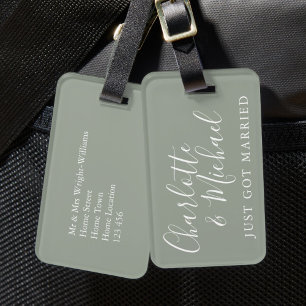 Mr & Mrs Wright-Williams
Home Street
Home Town
Home Location
123 456
Charlotte
& Michael
JUST GOT MARRIED